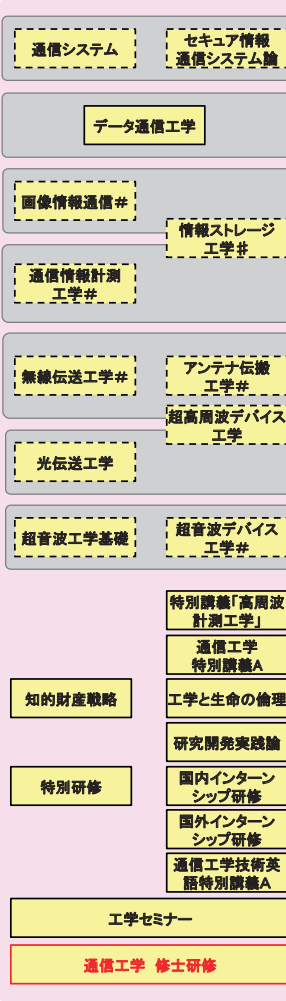 通信システム
セキュア情報
通信システム論
データ通信工学
画像情報通信＃
情報ストレージ
工学♯
通信情報計測
工学＃
無線伝送工学＃
アンテナ伝搬
工学＃
超高周波デバイス
工学
光伝送工学
超音波工学基礎
超音波デバイス
工学＃
特別講義「高周波
計測工学」
通信工学
特別講義A
知的財産戦略
工学と生命の倫理
研究開発実践論
特別研修
国内インターン
シップ研修
国外インターン
シップ研修
通信工学技術英
語特別講義A
工学セミナー
通信工学 修士研修